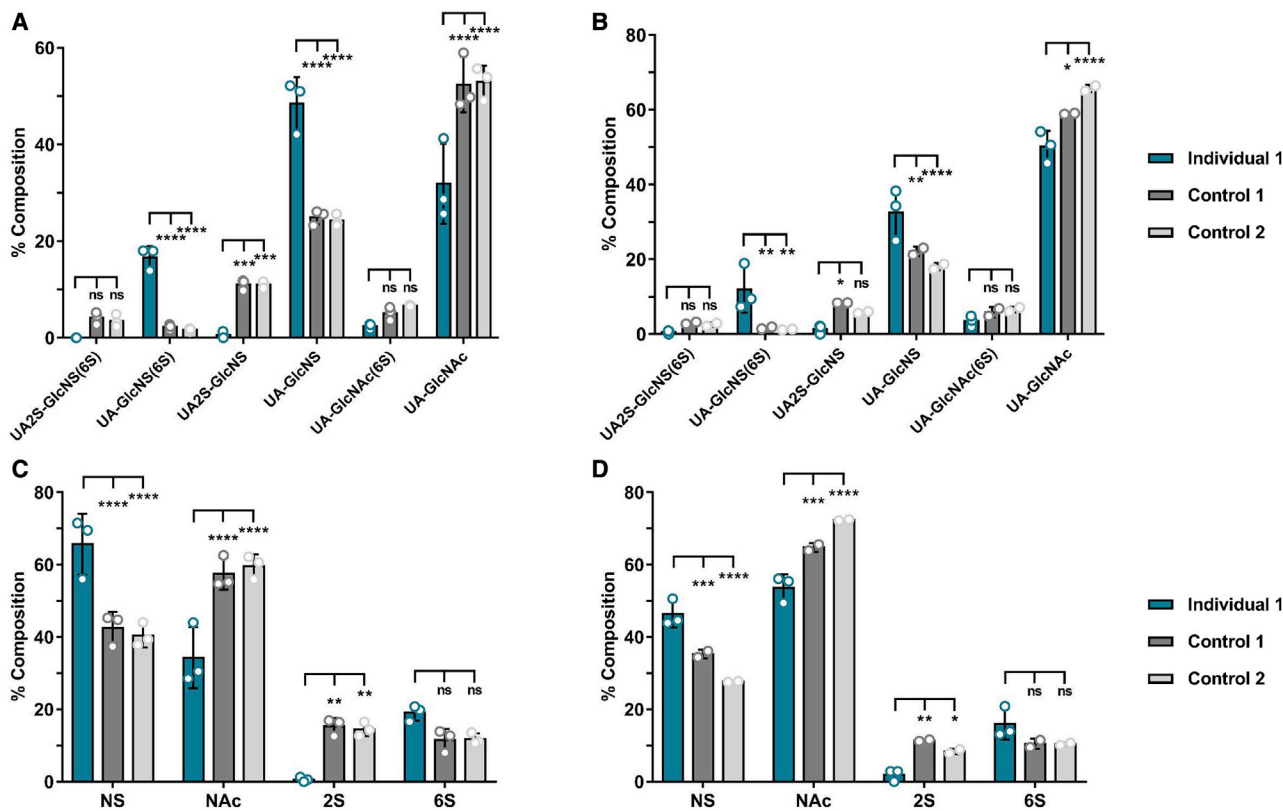 A
% Composition
60
40
20
0
ns ns
**** ****
*** ***
**** ****
ns ns
**** ****
UA2S-GlcNS(6S)
UA-GlcNS(6S)
UA2S-GlcNS
UA-GlcNS
UA-GlcNAc(6S)
UA-GlcNAc
B
% Composition
80
60
40
20
0
ns ns
** **
* ns
** ****
ns ns
* ****
UA2S-GlcNS(6S)
UA-GlcNS(6S)
UA2S-GlcNS
UA-GlcNS
UA-GlcNAc(6S)
UA-GlcNAc
Individual 1
Control 1
Control 2
C
% Composition
80
60
40
20
0
**** ****
**** ****
** **
ns ns
NS NAc 2S 6S
D
% Composition
80
60
40
20
0
*** ****
*** ****
** *
ns ns
NS NAc 2S 6S
Individual 1
Control 1
Control 2